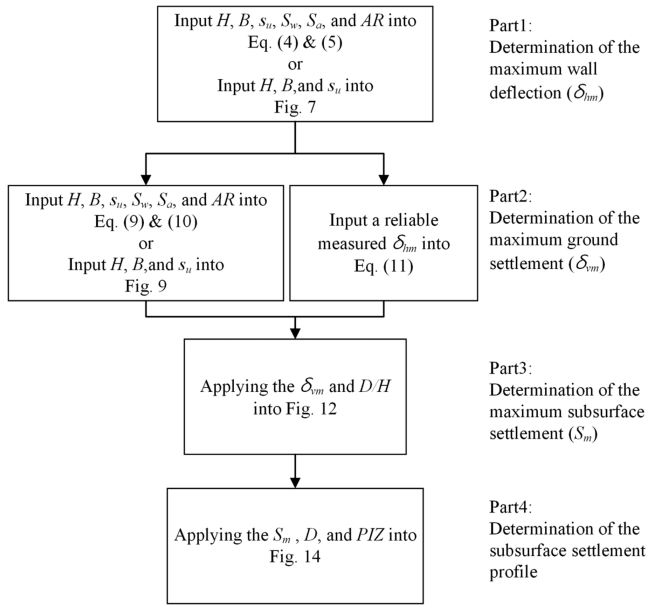 Input H, B, su, Sw, Sa, and AR into
Eq. (4) & (5)
or
Input H, B,and su into
Fig. 7
Part1:
Determination of the
maximum wall
deflection (δhm)
Input H, B, su, Sw, Sa, and AR into
Eq. (9) & (10)
or
Input H, B,and su into
Fig. 9
Input a reliable
measured δhm into
Eq. (11)
Part2:
Determination of the
maximum ground
settlement (δvm)
Applying the δvm and D/H
into Fig. 12
Part3:
Determination of the
maximum subsurface
settlement (Sm)
Applying the Sm , D, and PIZ into
Fig. 14
Part4:
Determination of the
subsurface settlement
profile